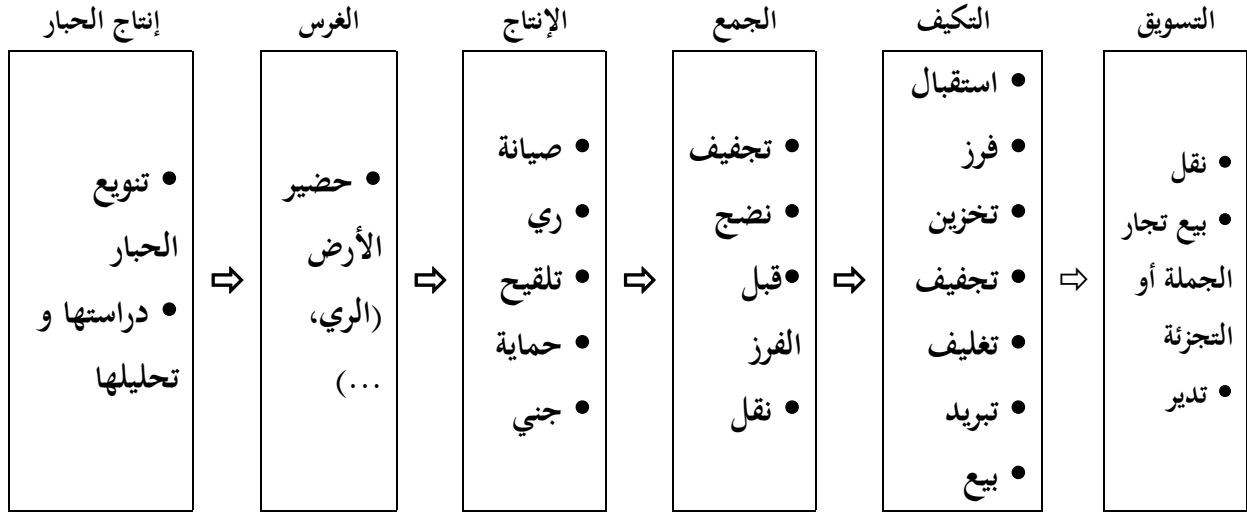 إنتاج الحبار
• تنويع
الحبار
• دراستها و
تحليلها
الغرس
• حضير
الأرض
(الري،
...)
الإنتاج
• صيانة
• ري
• تلقيح
• حماية
• جني
الجمع
• تجفيف
• نضج
•قبل
الفرز
• نقل
التكيف
• استقبال
• فرز
• تخزين
• تجفيف
• تغليف
• تبريد
• بيع
التسويق
• نقل
• بيع تجار
الجملة أو
التجزئة
• تدير